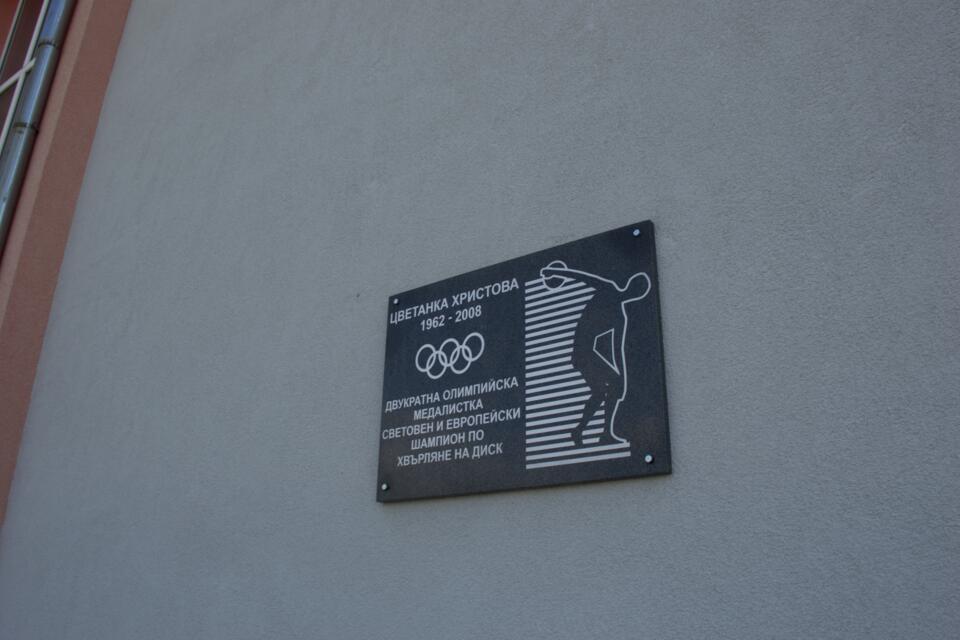 ЦВЕТАНКА ХРИСТОВА
1962 - 2008
ДВУКРАТНА ОЛИМПИЙСКА
МЕДАЛИСТКА
СВЕТОВЕН И ЕВРОПЕЙСКИ
ШАМПИОН ПО
ХВЪРЛЯНЕ НА ДИСК